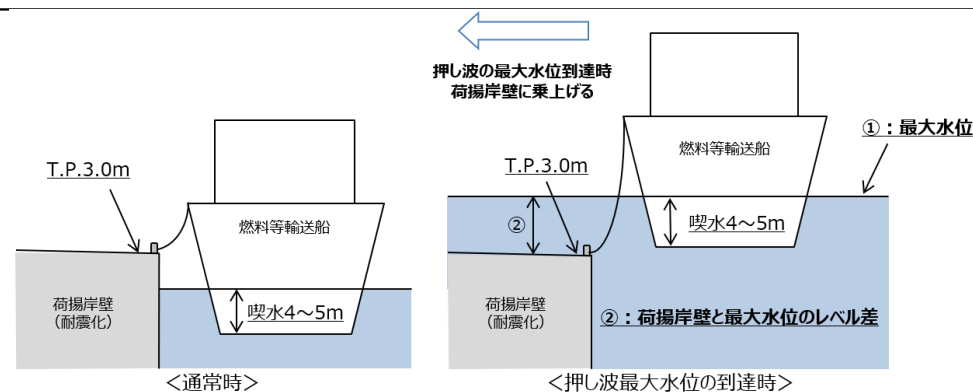 T.P.3.0m
燃料等輸送船
荷揚岸壁
（耐震化）
喫水4～5m
＜通常時＞
押し波の最大水位到達時
荷揚岸壁に乗上げる
①：最大水位
燃料等輸送船
T.P.3.0m
②
喫水4～5m
荷揚岸壁
（耐震化）
②：荷揚岸壁と最大水位のレベル差
＜押し波最大水位の到達時＞